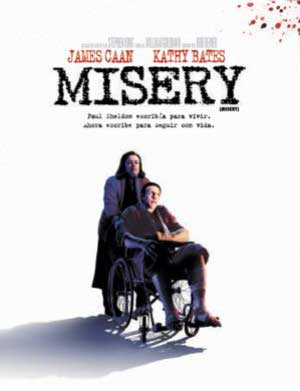 JAMES CAAN KATHY BATES
MISERY
(MISERY)
Paul Sheldon escribía para vivir.
Ahora escribe para seguir con vida.